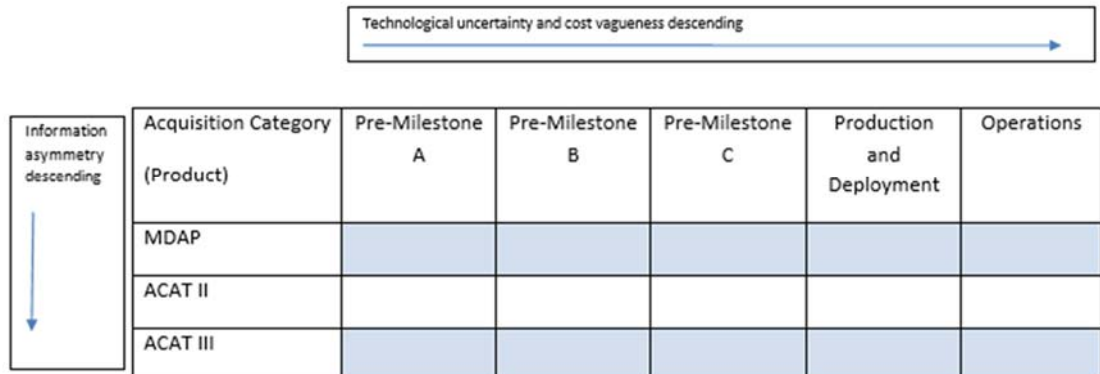 Technological uncertainty and cost vagueness descending
Information
asymmetry
descending
Acquisition Category
(Product)
Pre-Milestone
A
Pre-Milestone
B
Pre-Milestone
C
Production
and
Deployment
Operations
MDAP
ACAT II
ACAT III